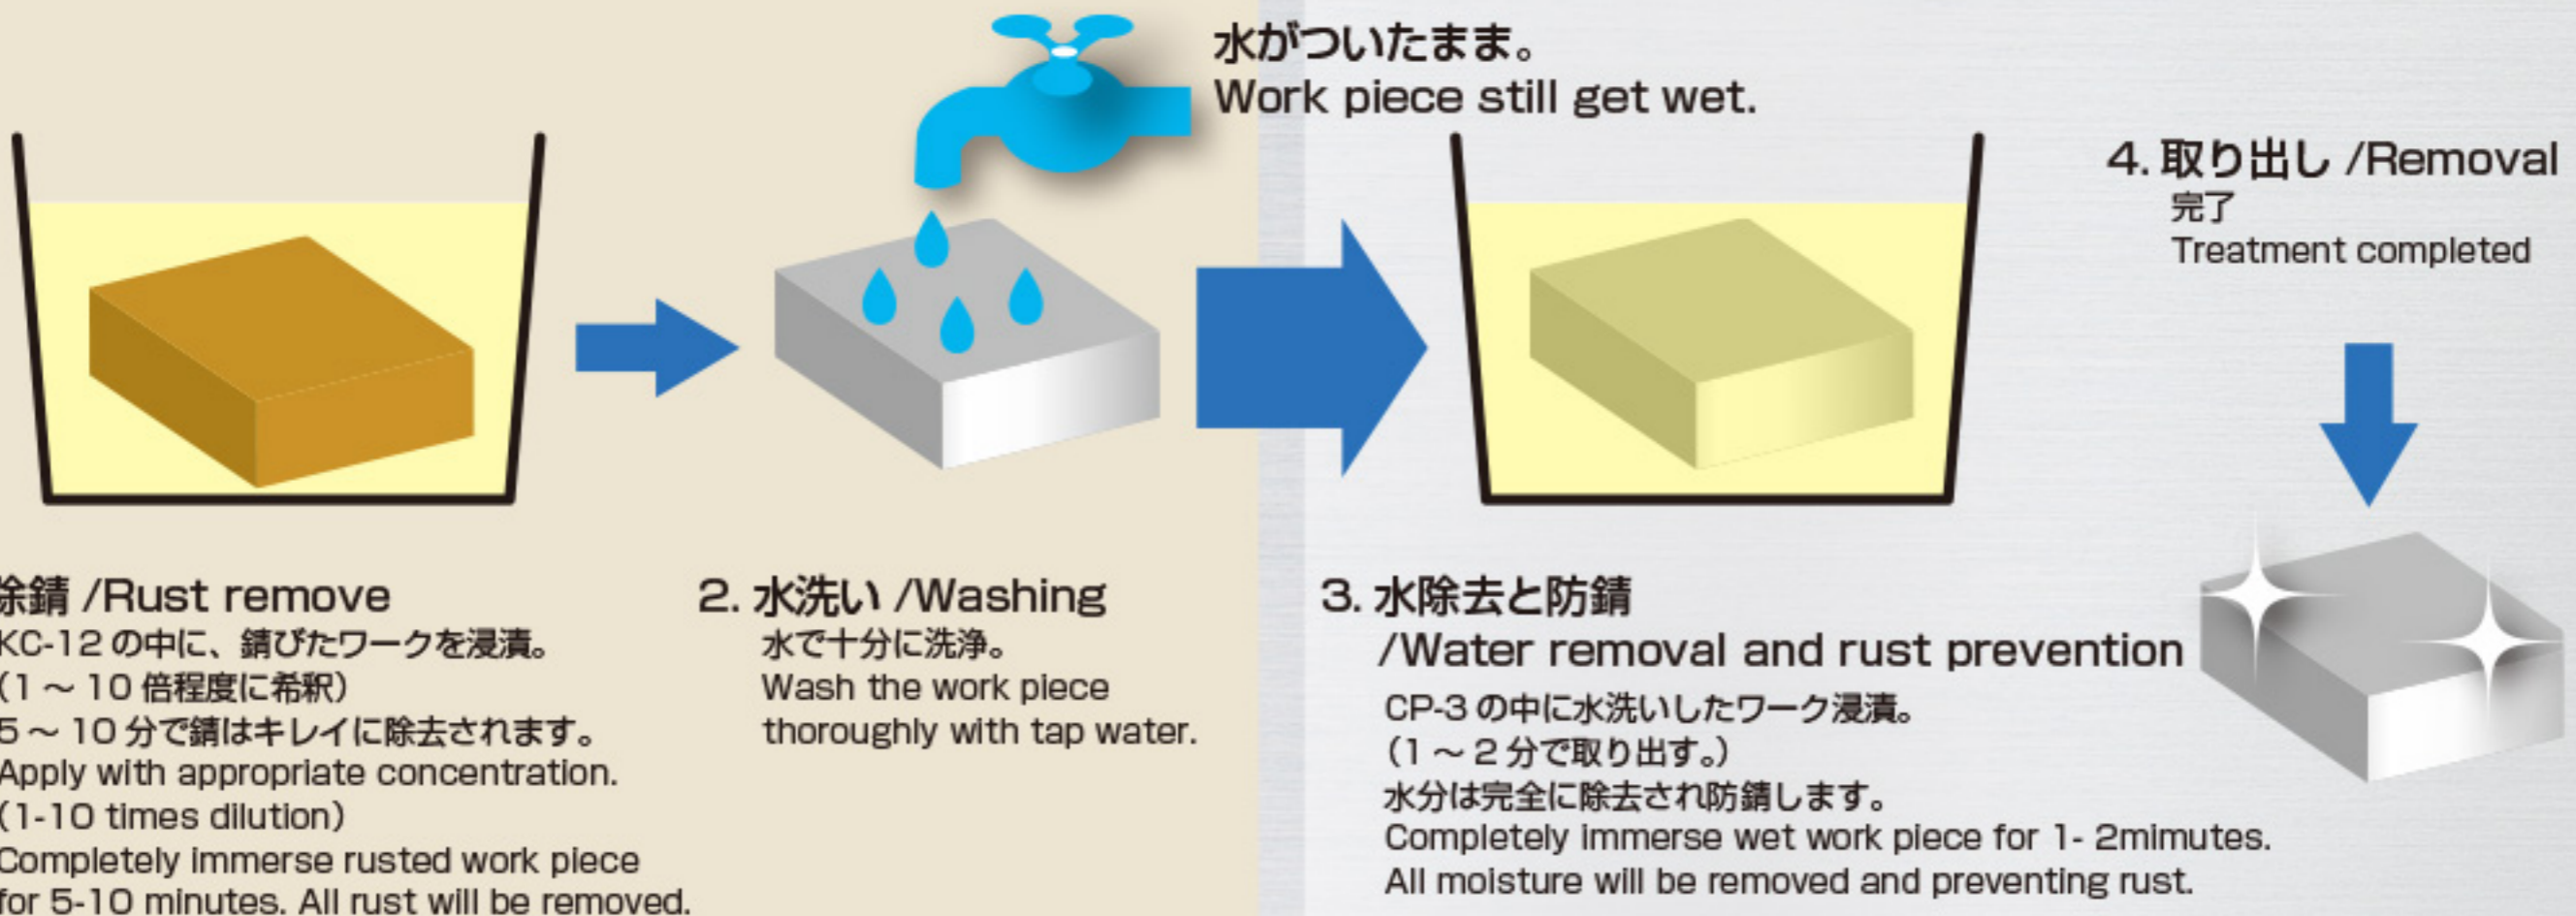 水がついたまま。
Work piece still get wet.
除錆 /Rust remove
KC-12 の中に、錆びたワークを浸漬。
(1 ~ 10 倍程度に希釈)
5 ~ 10 分で錆はキレイに除去されます。
Apply with appropriate concentration.
(1-10 times dilution)
Completely immerse rusted work piece
for 5-10 minutes. All rust will be removed.
2. 水洗い /Washing
水で十分に洗浄。
Wash the work piece
thoroughly with tap water.
3. 水除去と防錆
/Water removal and rust prevention
CP-3 の中に水洗いしたワーク浸漬。
(1 ~ 2 分で取り出す。)
水分は完全に除去され防錆します。
Completely immerse wet work piece for 1- 2mimutes.
All moisture will be removed and preventing rust.
4. 取り出し /Removal
完了
Treatment completed